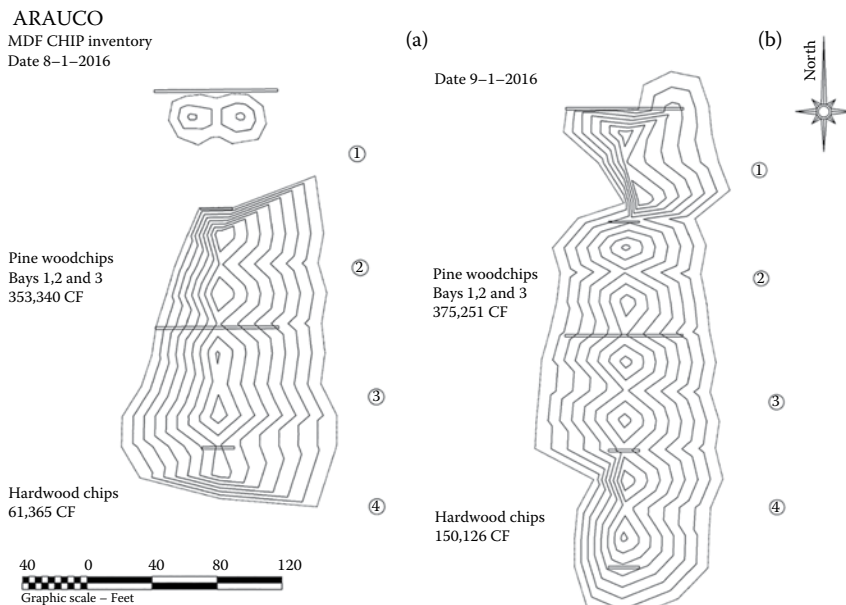 ARAUCO
MDF CHIP inventory
Date 8–1–2016
(a)
①
Pine woodchips
Bays 1,2 and 3
353,340 CF
②
③
Hardwood chips
61,365 CF
④
40 0 40 80 120
Graphic scale – Feet
(b)
North
Date 9–1–2016
①
Pine woodchips
Bays 1,2 and 3
375,251 CF
②
③
Hardwood chips
150,126 CF
④